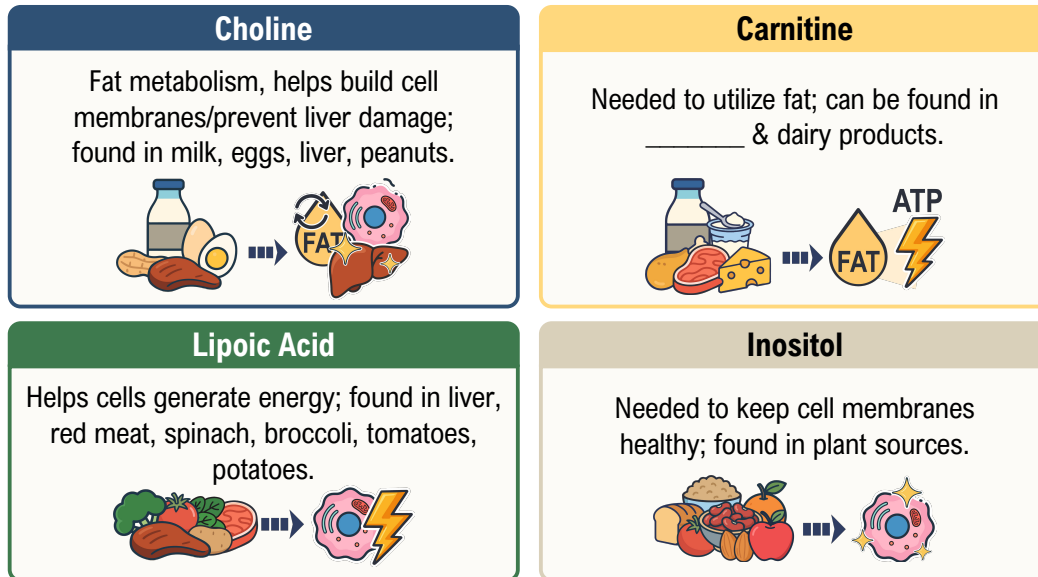 Choline
Fat metabolism, helps build cell
membranes/prevent liver damage;
found in milk, eggs, liver, peanuts.
FAT
Carnitine
Needed to utilize fat; can be found in
_______ & dairy products.
ATP
FAT
Lipoic Acid
Helps cells generate energy; found in liver,
red meat, spinach, broccoli, tomatoes,
potatoes.
Inositol
Needed to keep cell membranes
healthy; found in plant sources.